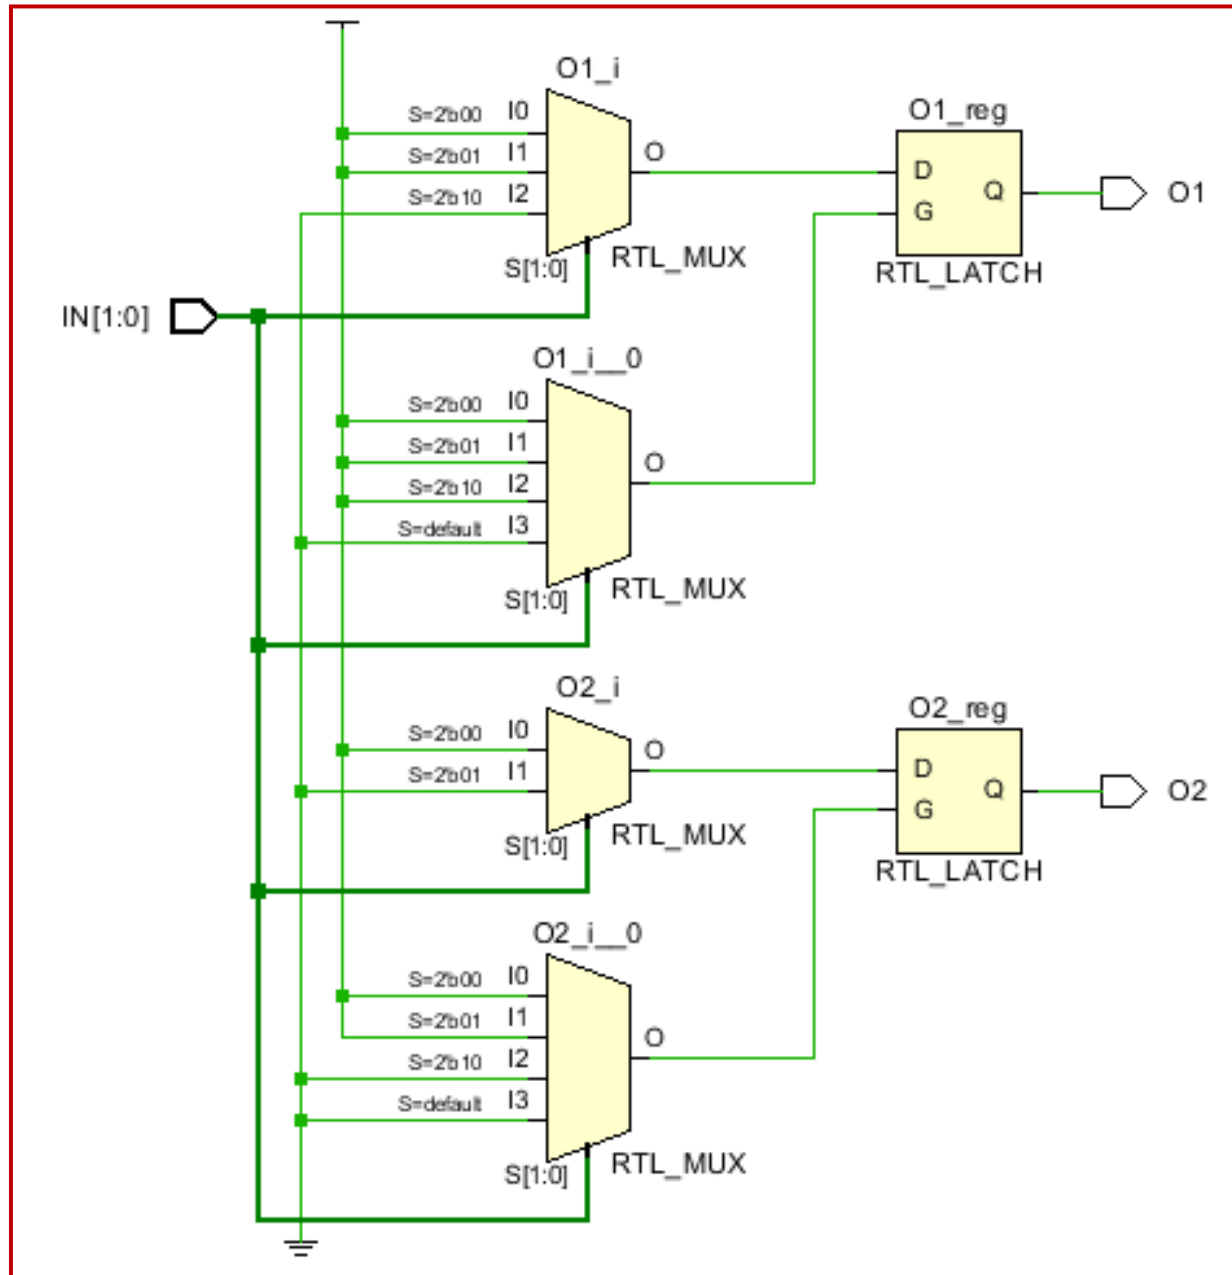 O1_i
S=2'b00 I0
S=2'b01 I1
S=2'b10 I2
O
S[1:0]
RTL_MUX
O1_reg
D
G
Q
RTL_LATCH
O1
IN[1:0]
O1_i__0
S=2'b00 I0
S=2'b01 I1
S=2'b10 I2
S=default I3
O
S[1:0]
RTL_MUX
O2_i
S=2'b00 I0
S=2'b01 I1
O
S[1:0]
RTL_MUX
O2_reg
D
G
Q
RTL_LATCH
O2
O2_i__0
S=2'b00 I0
S=2'b01 I1
S=2'b10 I2
S=default I3
O
S[1:0]
RTL_MUX